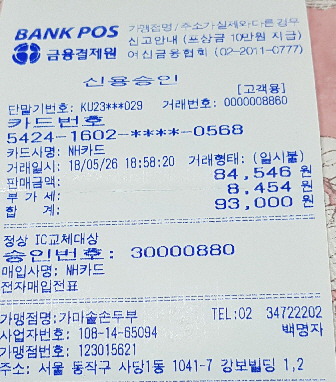 BANK POS
금융결제원
가맹점명/주소가실제와다른경우
신고안내 (포상금 10만원 지급)
여신금융협회 (02-2011-0777)
신용승인
[고객용]
단말기번호: KU23***029 거래번호: 0000008860
카드번호
5424-1602-****-0568
카드사명: NH카드
거래일시: 18/05/26 18:58:20 거래형태: (일시불)
판매금액: 84,546 원
부 가 세: 8,454 원
합 계: 93,000 원
정상 IC교체대상
승인번호: 30000880
매입사명: NH카드
전자매입전표
가맹점명:가마솥손두부 TEL:02 34722202
사업자번호: 108-14-65094 백명자
가맹점번호: 123015621
주소: 서울 동작구 사당1동 1041-7 강보빌딩 1,2